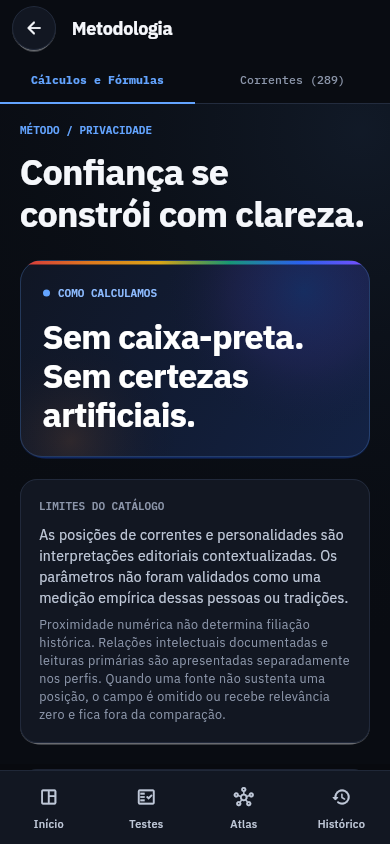 Metodologia
Cálculos e Fórmulas
Correntes (289)
MÉTODO / PRIVACIDADE
Confiança se
constrói com clareza.
COMO CALCULAMOS
Sem caixa-preta.
Sem certezas
artificiais.
LIMITES DO CATÁLOGO
As posições de correntes e personalidades são
interpretações editoriais contextualizadas. Os
parâmetros não foram validados como uma
medição empírica dessas pessoas ou tradições.
Proximidade numérica não determina filiação
histórica. Relações intelectuais documentadas e
leituras primárias são apresentadas separadamente
nos perfis. Quando uma fonte não sustenta uma
posição, o campo é omitido ou recebe relevância
zero e fica fora da comparação.
Início
Testes
Atlas
Histórico